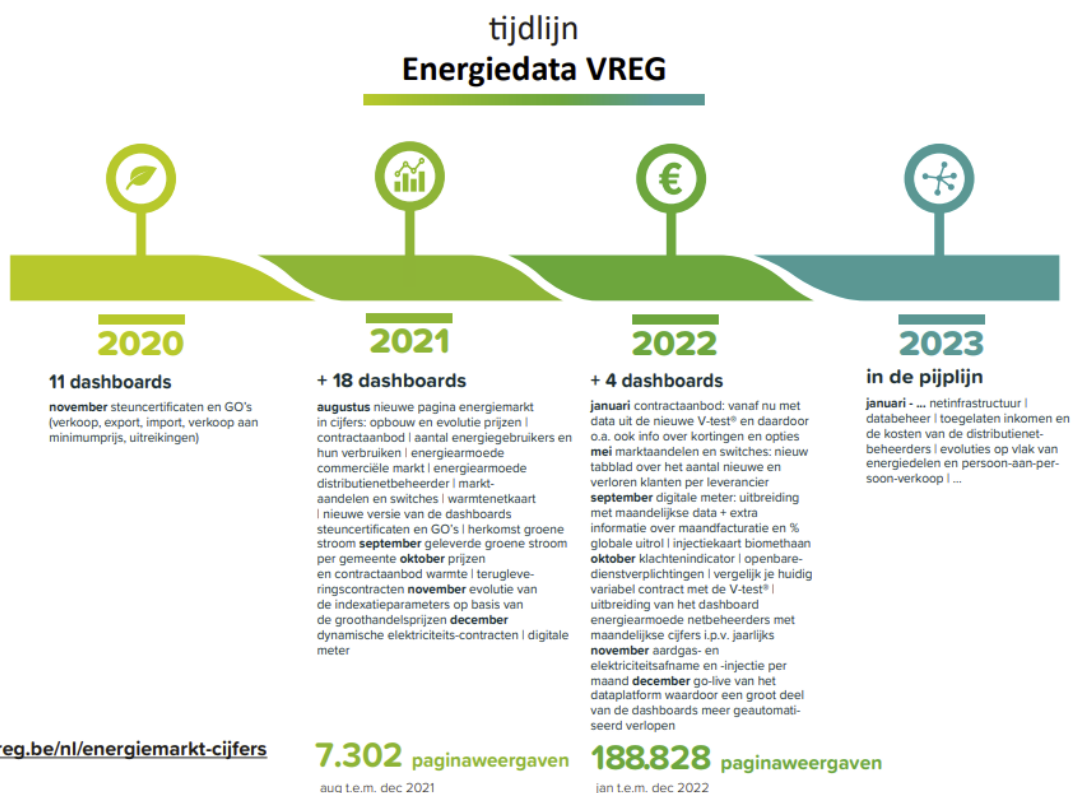 tijdlijn
Energiedata VREG
€
2020
11 dashboards
november steuncertificaten en GO's
(verkoop, export, import, verkoop aan
minimumprijs, uitreikingen)
2021
+ 18 dashboards
augustus nieuwe pagina energiemarkt
in cijfers: opbouw en evolutie prijzen |
contractaanbod | aantal energiegebruikers en
hun verbruiken | energiearmoede
commerciële markt | energiearmoede
distributienetbeheerder | markt-
aandelen en switches | warmtenetkaart
| nieuwe versie van de dashboards
steuncertificaten en GO's | herkomst groene
stroom september geleverde groene stroom
per gemeente oktober prijzen
en contractaanbod warmte | terugleve-
ringscontracten november evolutie van
de indexatieparameters op basis van
de groothandelsprijzen december
dynamische elektriciteits-contracten | digitale
meter
2022
+ 4 dashboards
januari contractaanbod: vanaf nu met
data uit de nieuwe V-test® en daardoor
o.a. ook info over kortingen en opties
mei marktaandelen en switches: nieuw
tabblad over het aantal nieuwe en
verloren klanten per leverancier
september digitale meter: uitbreiding
met maandelijkse data + extra
informatie over maandfacturatie en %
globale uitrol | injectiekaart biomethaan
oktober klachtenindicator | openbare-
dienstverplichtingen | vergelijk je huidig
variabel contract met de V-test® |
uitbreiding van het dashboard
energiearmoede netbeheerders met
maandelijkse cijfers i.p.v. jaarlijks
november aardgas- en
elektriciteitsafname en -injectie per
maand december go-live van het
dataplatform waardoor een groot deel
van de dashboards meer geautomati-
seerd verlopen
2023
in de pijplijn
januari - ... netinfrastructuur |
databeheer | toegelaten inkomen en
de kosten van de distributienet-
beheerders | evoluties op vlak van
energiedelen en persoon-aan-per-
soon-verkoop | ...
reg.be/nl/energiemarkt-cijfers
7.302 paginaweergaven
aug t.e.m. dec 2021
188.828 paginaweergaven
jan t.e.m. dec 2022